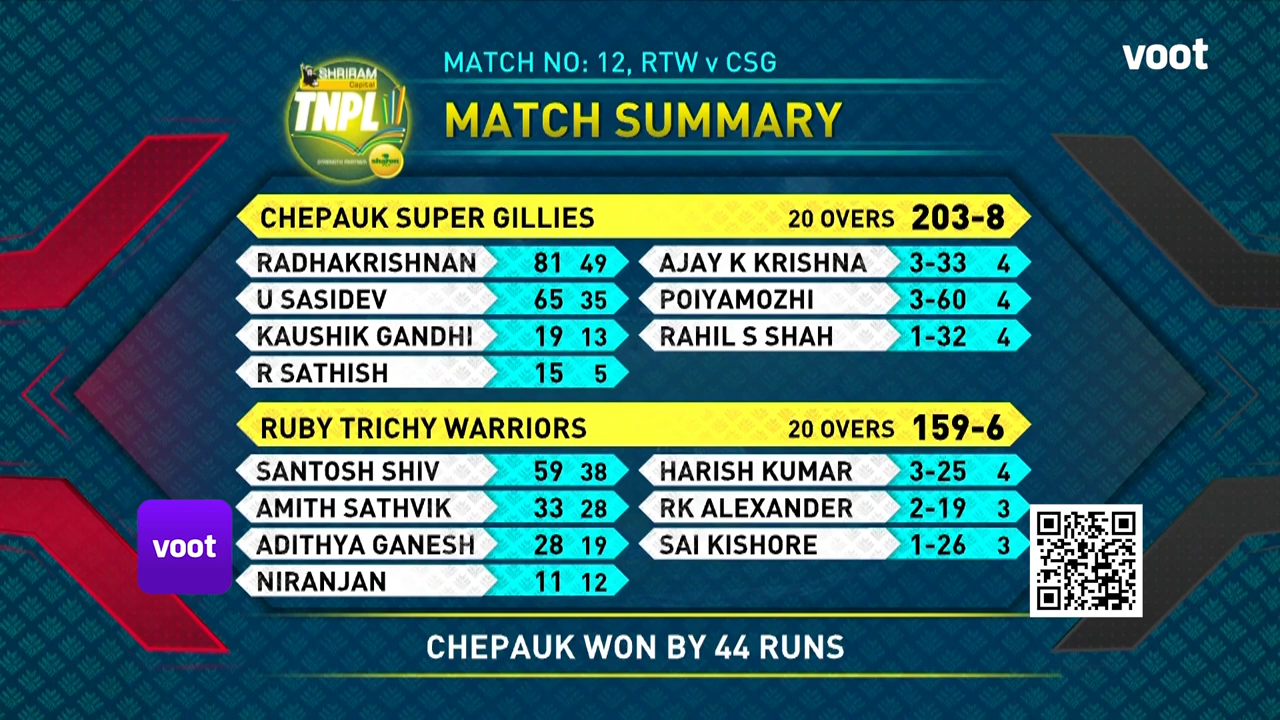 MATCH NO: 12, RTW v CSG
voot
SHRIRAM
Capital
TNPL
MATCH SUMMARY
sharon
CHEPAUK SUPER GILLIES 20 OVERS 203-8
RADHAKRISHNAN 81 49 AJAY K KRISHNA 3-33 4
U SASIDEV 65 35 POIYAMOZHI 3-60 4
KAUSHIK GANDHI 19 13 RAHIL S SHAH 1-32 4
R SATHISH 15 5
RUBY TRICHY WARRIORS 20 OVERS 159-6
SANTOSH SHIV 59 38 HARISH KUMAR 3-25 4
AMITH SATHVIK 33 28 RK ALEXANDER 2-19 3
voot
ADITHYA GANESH 28 19 SAI KISHORE 1-26 3
NIRANJAN 11 12
CHEPAUK WON BY 44 RUNS